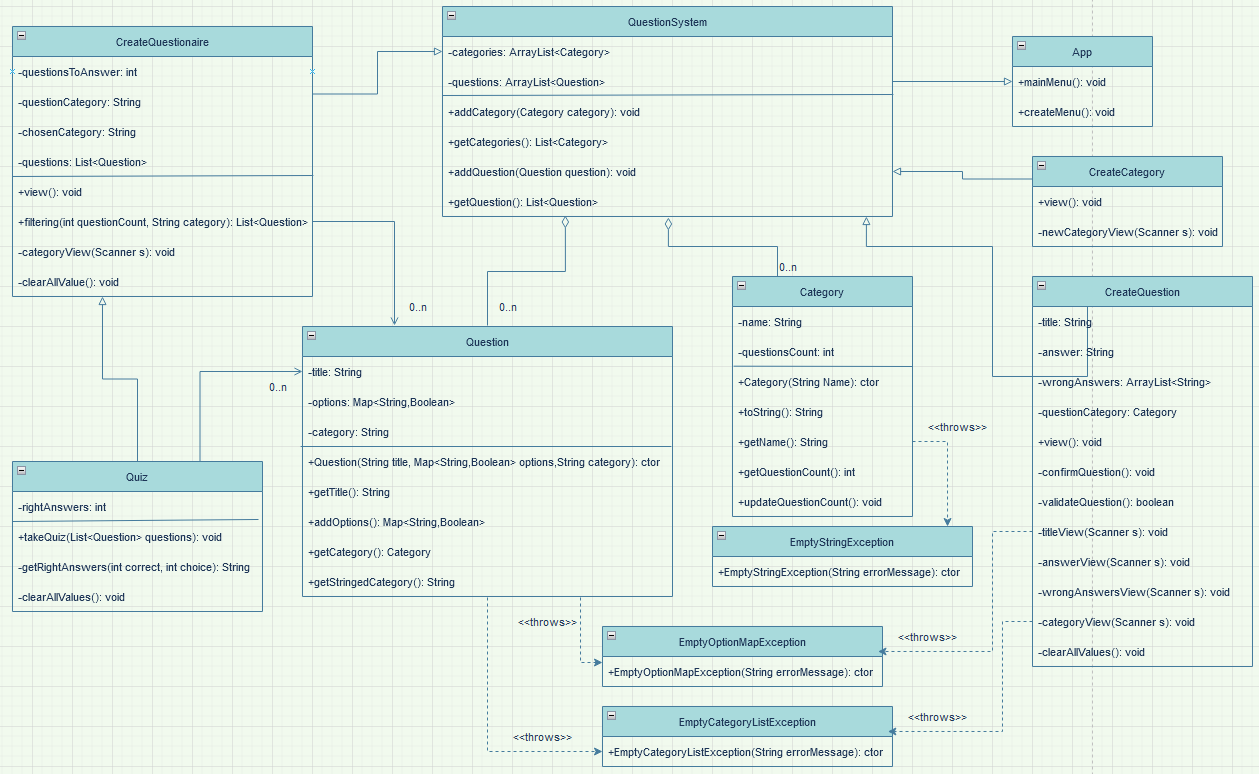 CreateQuestionaire
-questionsToAnswer: int
-questionCategory: String
-chosenCategory: String
-questions: List<Question>
+view(): void
+filtering(int questionCount, String category): List<Question>
-categoryView(Scanner s): void
-clearAllValue(): void
QuestionSystem
-categories: ArrayList<Category>
-questions: ArrayList<Question>
+addCategory(Category category): void
+getCategories(): List<Category>
+addQuestion(Question question): void
+getQuestion(): List<Question>
App
+mainMenu(): void
+createMenu(): void
CreateCategory
+view(): void
-newCategoryView(Scanner s): void
0..n
0..n
0..n
0..n
Question
-title: String
-options: Map<String,Boolean>
-category: String
+Question(String title, Map<String,Boolean> options,String category): ctor
+getTitle(): String
+addOptions(): Map<String,Boolean>
+getCategory(): Category
+getStringedCategory(): String
Category
-name: String
-questionsCount: int
+Category(String Name): ctor
+toString(): String
+getName(): String
+getQuestionCount(): int
+updateQuestionCount(): void
<<throws>>
CreateQuestion
-title: String
-answer: String
-wrongAnswers: ArrayList<String>
-questionCategory: Category
+view(): void
-confirmQuestion(): void
-validateQuestion(): boolean
-titleView(Scanner s): void
-answerView(Scanner s): void
-wrongAnswersView(Scanner s): void
-categoryView(Scanner s): void
-clearAllValues(): void
Quiz
-rightAnswers: int
+takeQuiz(List<Question> questions): void
-getRightAnswers(int correct, int choice): String
-clearAllValues(): void
EmptyStringException
+EmptyStringException(String errorMessage): ctor
<<throws>>
<<throws>>
EmptyOptionMapException
+EmptyOptionMapException(String errorMessage): ctor
<<throws>>
<<throws>>
EmptyCategoryListException
+EmptyCategoryListException(String errorMessage): ctor